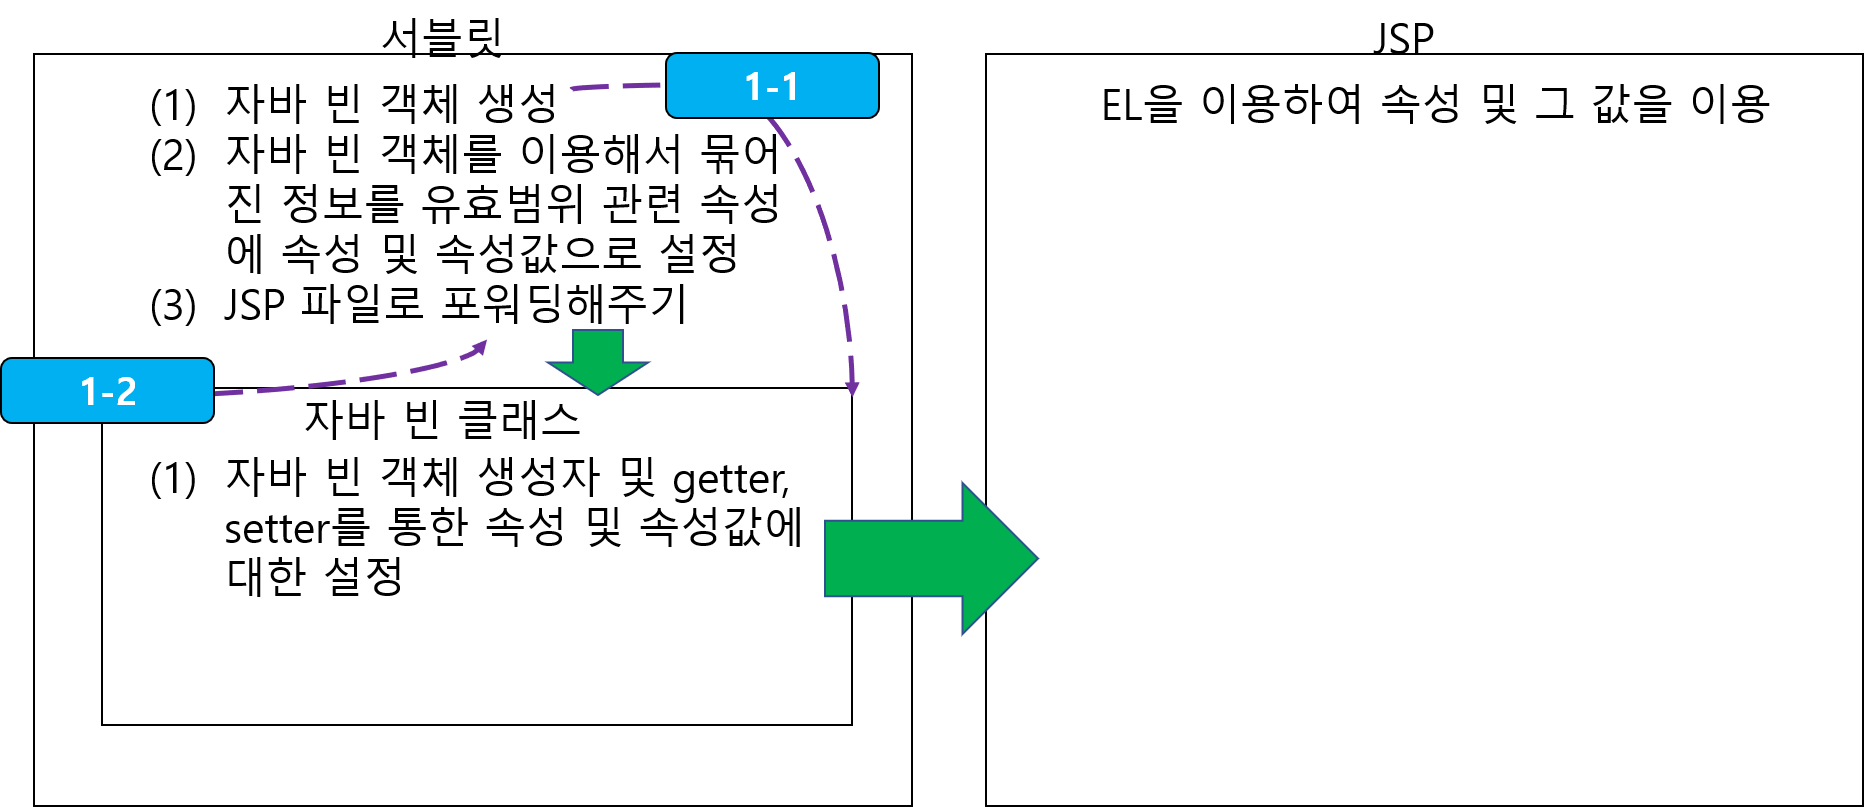 서블릿
1-1
(1) 자바 빈 객체 생성
(2) 자바 빈 객체를 이용해서 묶어
진 정보를 유효범위 관련 속성
에 속성 및 속성값으로 설정
(3) JSP 파일로 포워딩해주기
1-2
자바 빈 클래스
(1) 자바 빈 객체 생성자 및 getter,
setter를 통한 속성 및 속성값에
대한 설정
JSP
EL을 이용하여 속성 및 그 값을 이용